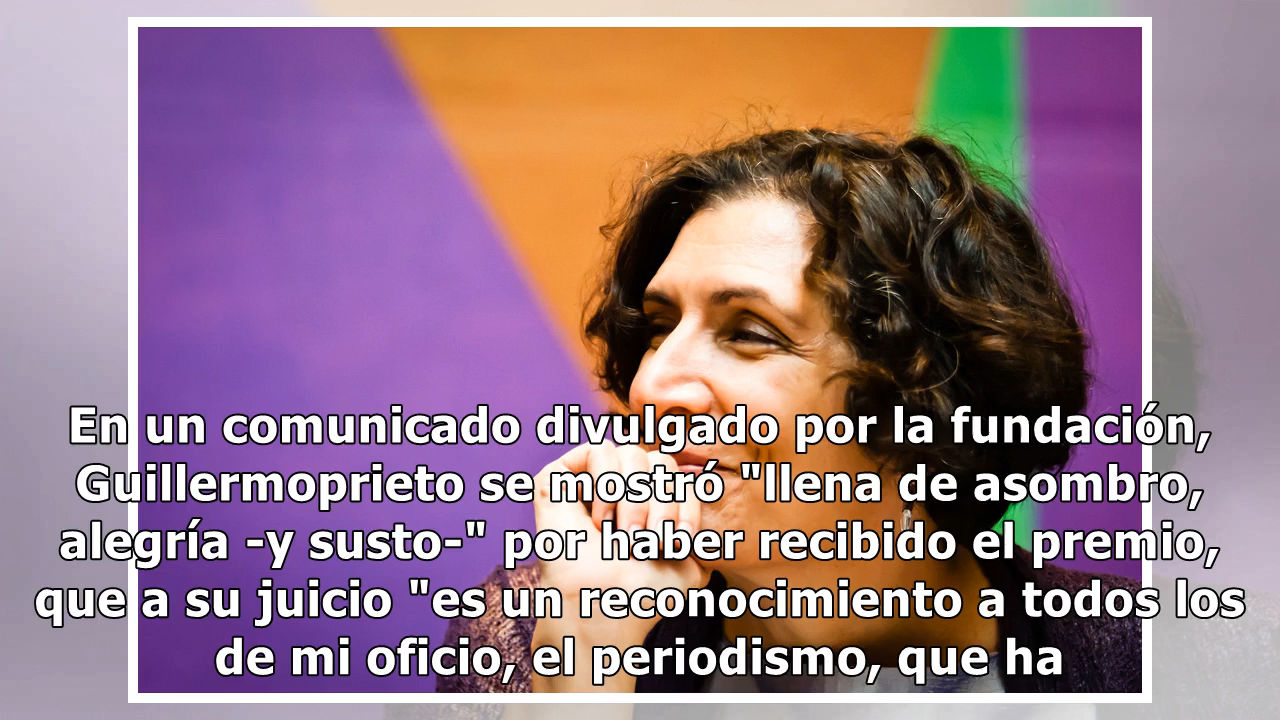 En un comunicado divulgado por la fundación,
Guillermoprieto se mostró "llena de asombro,
alegría -y susto-" por haber recibido el premio,
que a su juicio "es un reconocimiento a todos los
de mi oficio, el periodismo, que ha